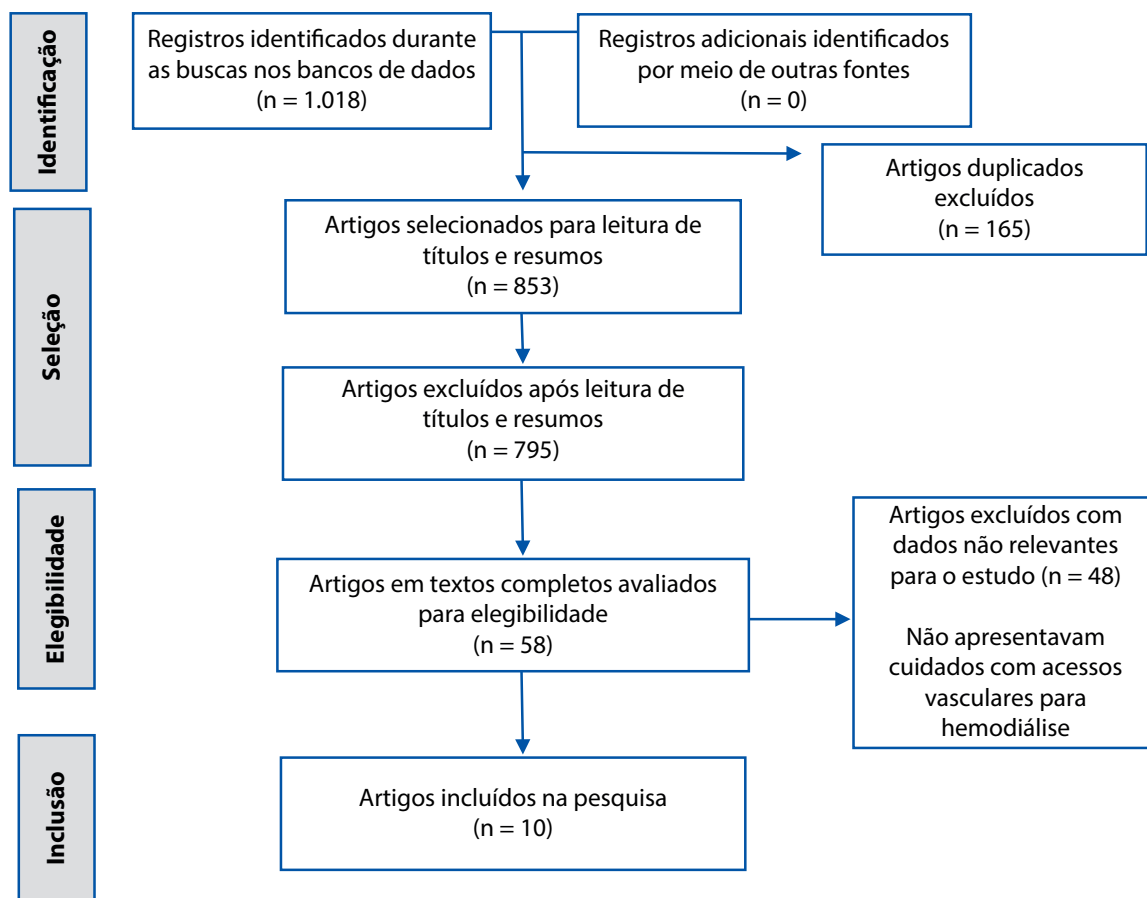 Identificação
Registros identificados durante
as buscas nos bancos de dados
(n = 1.018)
Registros adicionais identificados
por meio de outras fontes
(n = 0)
Artigos duplicados
excluídos
(n = 165)
Seleção
Artigos selecionados para leitura de
títulos e resumos
(n = 853)
Artigos excluídos após leitura de
títulos e resumos
(n = 795)
Elegibilidade
Artigos em textos completos avaliados
para elegibilidade
(n = 58)
Artigos excluídos com
dados não relevantes
para o estudo (n = 48)
Não apresentavam
cuidados com acessos
vasculares para
hemodiálise
Inclusão
Artigos incluídos na pesquisa
(n = 10)